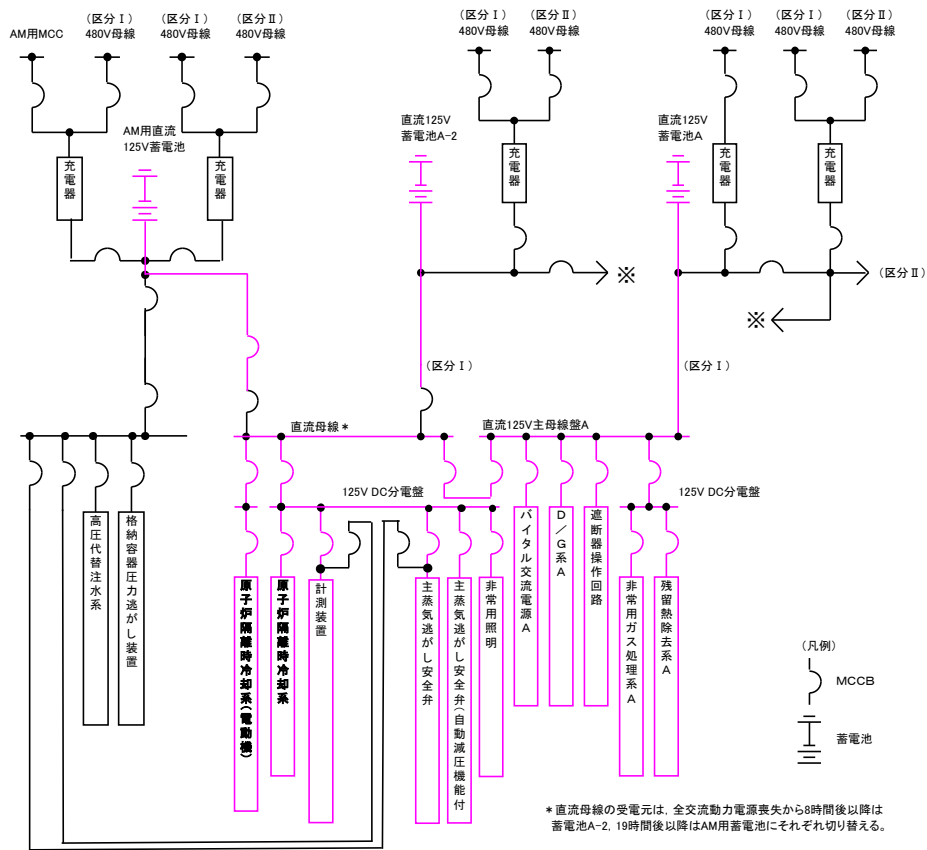 (区分Ⅰ) (区分Ⅰ) (区分Ⅱ)
AM用MCC 480V母線 480V母線 480V母線
(区分Ⅰ) (区分Ⅱ)
480V母線 480V母線
(区分Ⅰ) (区分Ⅰ) (区分Ⅱ)
480V母線 480V母線 480V母線
AM用直流
125V蓄電池
直流125V
蓄電池A-2
直流125V
蓄電池A
充電器
充電器
充電器
充電器
充電器
※
(区分Ⅱ)
※
(区分Ⅰ)
(区分Ⅰ)
直流母線*
直流125V主母線盤A
125V DC分電盤
125V DC分電盤
高圧代替注水系
格納容器圧力逃がし装置
原子炉隔離時冷却系(電動機)
原子炉隔離時冷却系
計測装置
主蒸気逃がし安全弁
主蒸気逃がし安全弁(自動減圧機能付
非常用照明
バイタル交流電源A
D/G系A
遮断器操作回路
非常用ガス処理系A
残留熱除去系A
(凡例)
MCCB
蓄電池
*直流母線の受電元は,全交流動力電源喪失から8時間後以降は
蓄電池A-2,19時間後以降はAM用蓄電池にそれぞれ切り替える。